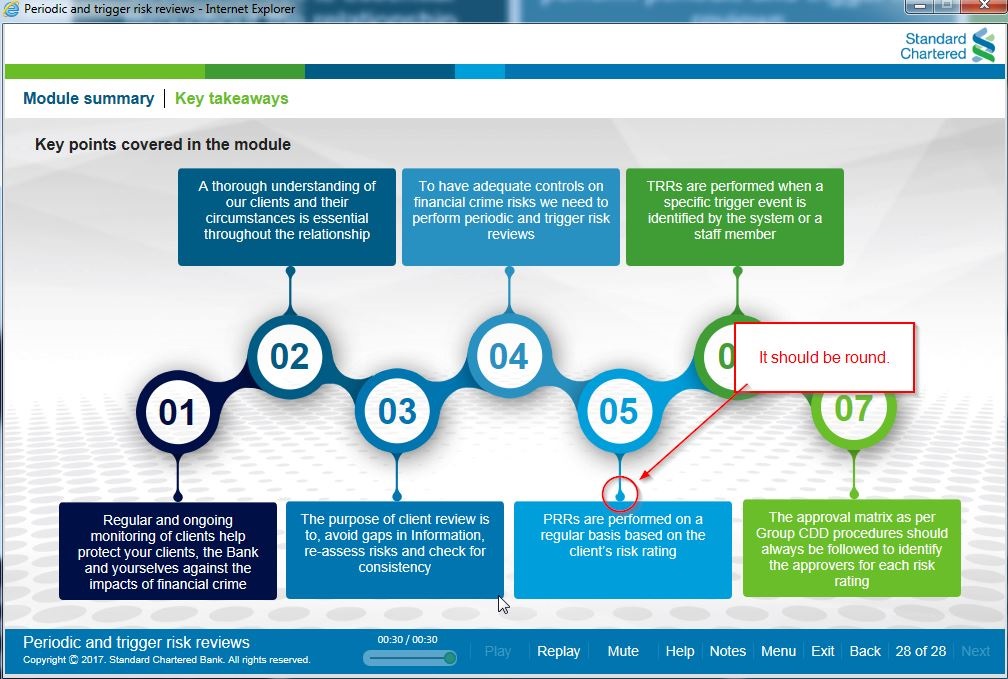 Periodic and trigger risk reviews - Internet Explorer
Standard
Chartered
Module summary | Key takeaways
Key points covered in the module
A thorough understanding of
our clients and their
circumstances is essential
throughout the relationship
To have adequate controls on
financial crime risks we need to
perform periodic and trigger risk
reviews
TRRs are performed when a
specific trigger event is
identified by the system or a
staff member
01
02
03
04
05
0
07
It should be round.
Regular and ongoing
monitoring of clients help
protect your clients, the Bank
and yourselves against the
impacts of financial crime
The purpose of client review is
to, avoid gaps in Information,
re-assess risks and check for
consistency
PRRs are performed on a
regular basis based on the
client's risk rating
The approval matrix as per
Group CDD procedures should
always be followed to identify
the approvers for each risk
rating
Periodic and trigger risk reviews
Copyright © 2017. Standard Chartered Bank. All rights reserved.
00:30 / 00:30
Play
Replay
Mute
Help
Notes
Menu
Exit
Back
28 of 28
Next